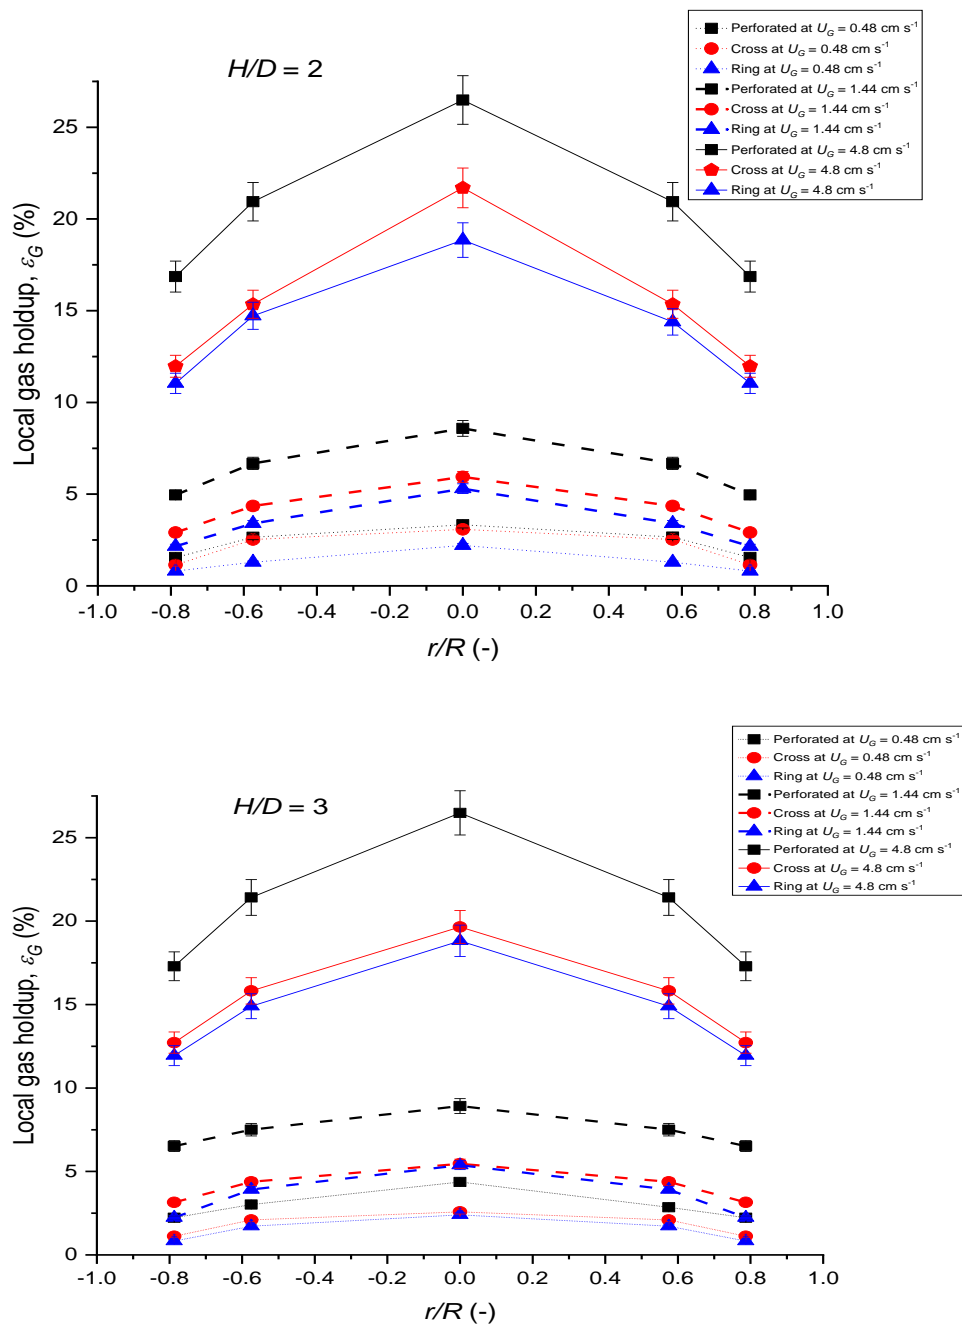 H/D = 2
Perforated at U_G = 0.48 cm s⁻¹
Cross at U_G = 0.48 cm s⁻¹
Ring at U_G = 0.48 cm s⁻¹
Perforated at U_G = 1.44 cm s⁻¹
Cross at U_G = 1.44 cm s⁻¹
Ring at U_G = 1.44 cm s⁻¹
Perforated at U_G = 4.8 cm s⁻¹
Cross at U_G = 4.8 cm s⁻¹
Ring at U_G = 4.8 cm s⁻¹
Local gas holdup, ε_G (%)
25
20
15
10
5
0
-1.0 -0.8 -0.6 -0.4 -0.2 0.0 0.2 0.4 0.6 0.8 1.0
r/R (-)
H/D = 3
Perforated at U_G = 0.48 cm s⁻¹
Cross at U_G = 0.48 cm s⁻¹
Ring at U_G = 0.48 cm s⁻¹
Perforated at U_G = 1.44 cm s⁻¹
Cross at U_G = 1.44 cm s⁻¹
Ring at U_G = 1.44 cm s⁻¹
Perforated at U_G = 4.8 cm s⁻¹
Cross at U_G = 4.8 cm s⁻¹
Ring at U_G = 4.8 cm s⁻¹
Local gas holdup, ε_G (%)
25
20
15
10
5
0
-1.0 -0.8 -0.6 -0.4 -0.2 0.0 0.2 0.4 0.6 0.8 1.0
r/R (-)